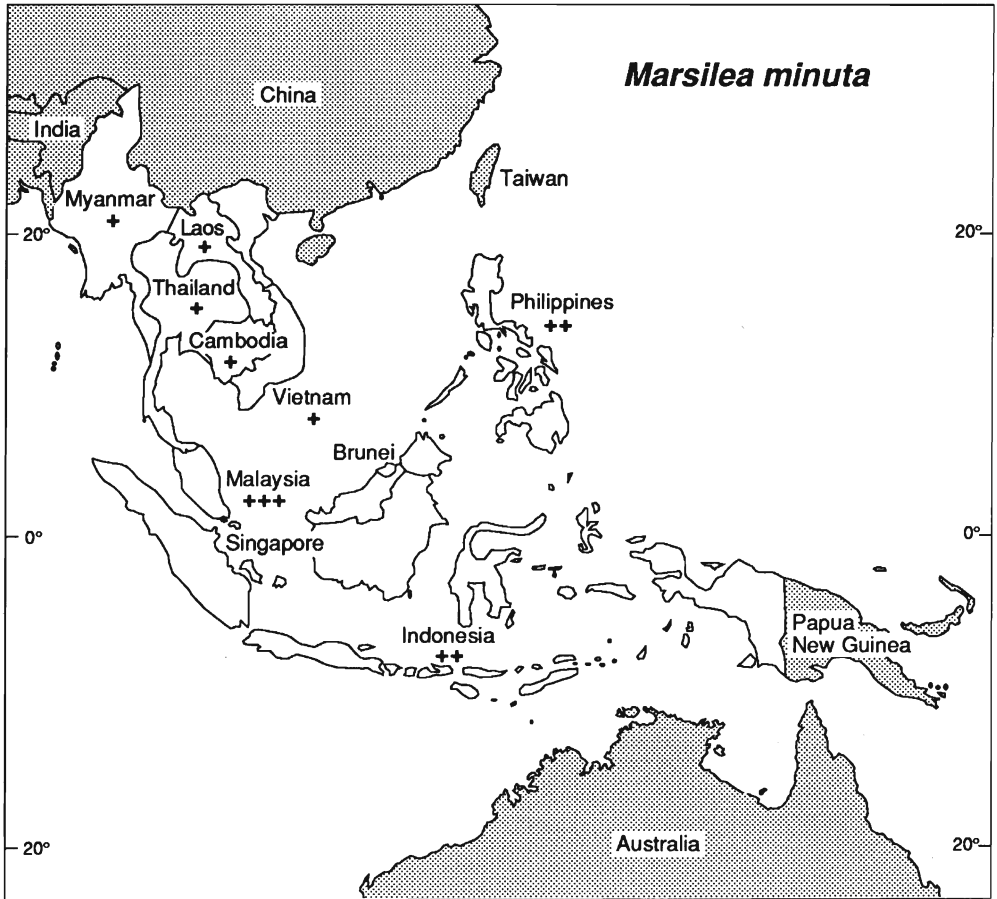 Marsilea minuta
China
India
Taiwan
Myanmar
+
Laos
+
20°
20°
Thailand
+
Philippines
++
Cambodia
+
Vietnam
+
Brunei
Malaysia
+++
0°
0°
Singapore
Indonesia
++
Papua
New Guinea
Australia
20°
20°